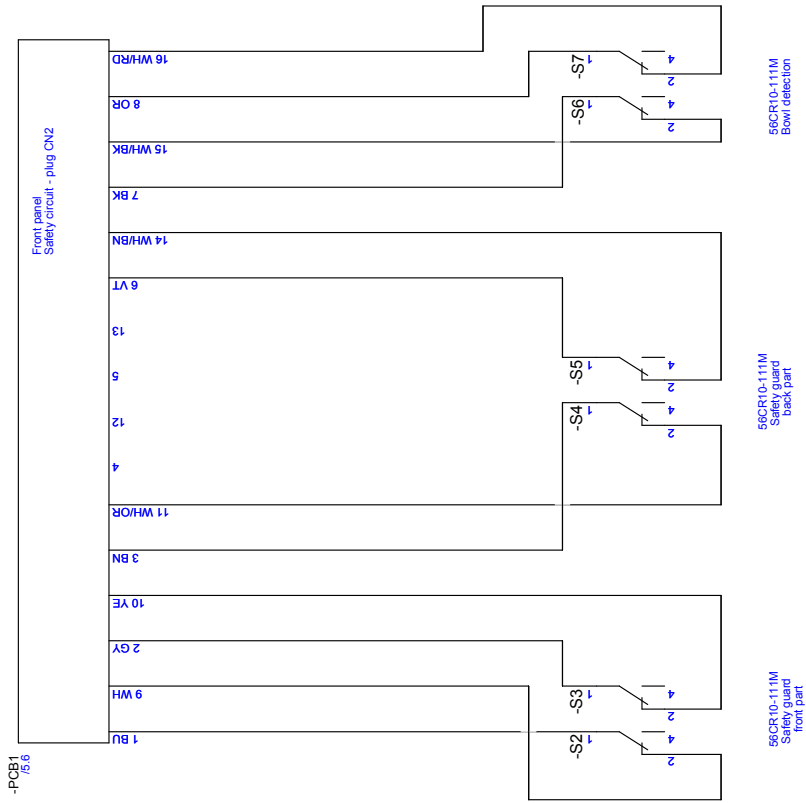 -PCB1
/5.6
Front panel
Safety circuit - plug CN2
16 WH/RD
8 OR
15 WH/BK
7 BK
14 WH/BN
6 VT
13
5
12
4
11 WH/OR
3 BN
10 YE
2 GY
9 WH
1 BU
-S7
1
4
2
-S6
1
4
2
-S5
1
4
2
-S4
1
4
2
-S3
1
4
2
-S2
1
4
2
56CR10-111M
Bowl detection
56CR10-111M
Safety guard
back part
56CR10-111M
Safety guard
front part